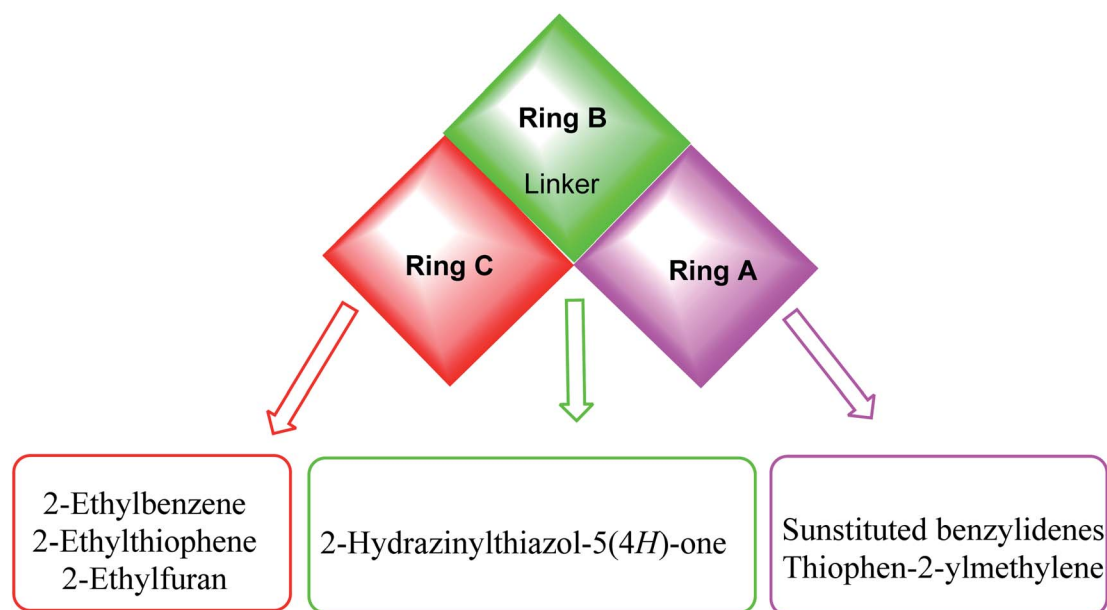 Ring B
Linker
Ring C
Ring A
2-Ethylbenzene
2-Ethylthiophene
2-Ethylfuran
2-Hydrazinylthiazol-5(4H)-one
Sunstituted benzylidenes
Thiophen-2-ylmethylene